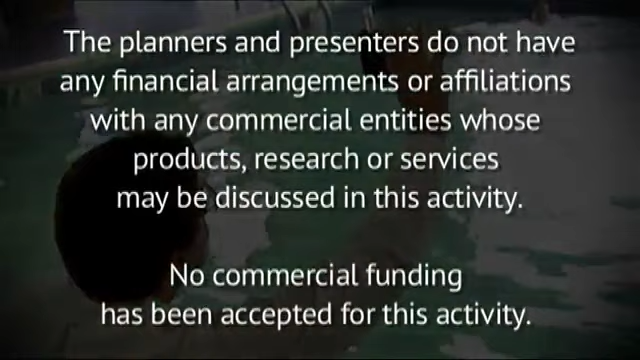 The planners and presenters do not have
any financial arrangements or affiliations
with any commercial entities whose
products, research or services
may be discussed in this activity.
No commercial funding
has been accepted for this activity.